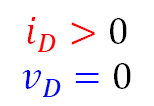 i_D > 0
v_D = 0